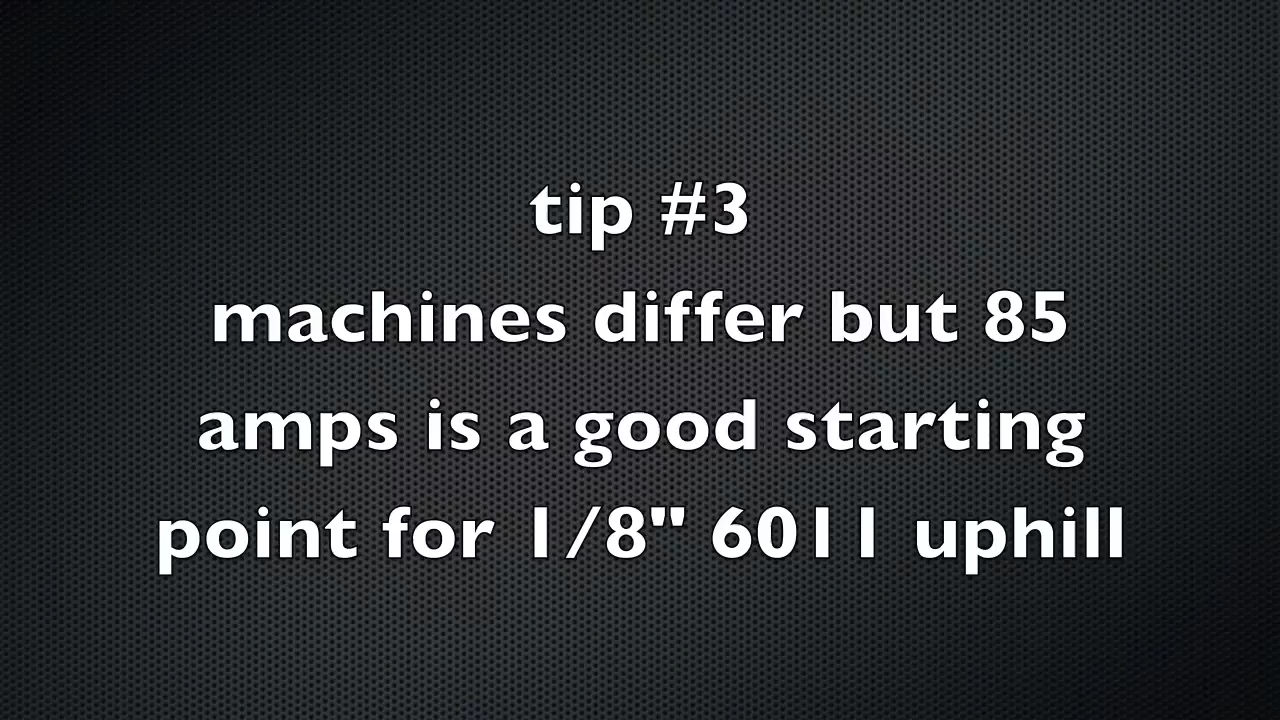 tip #3
machines differ but 85
amps is a good starting
point for 1/8" 6011 uphill